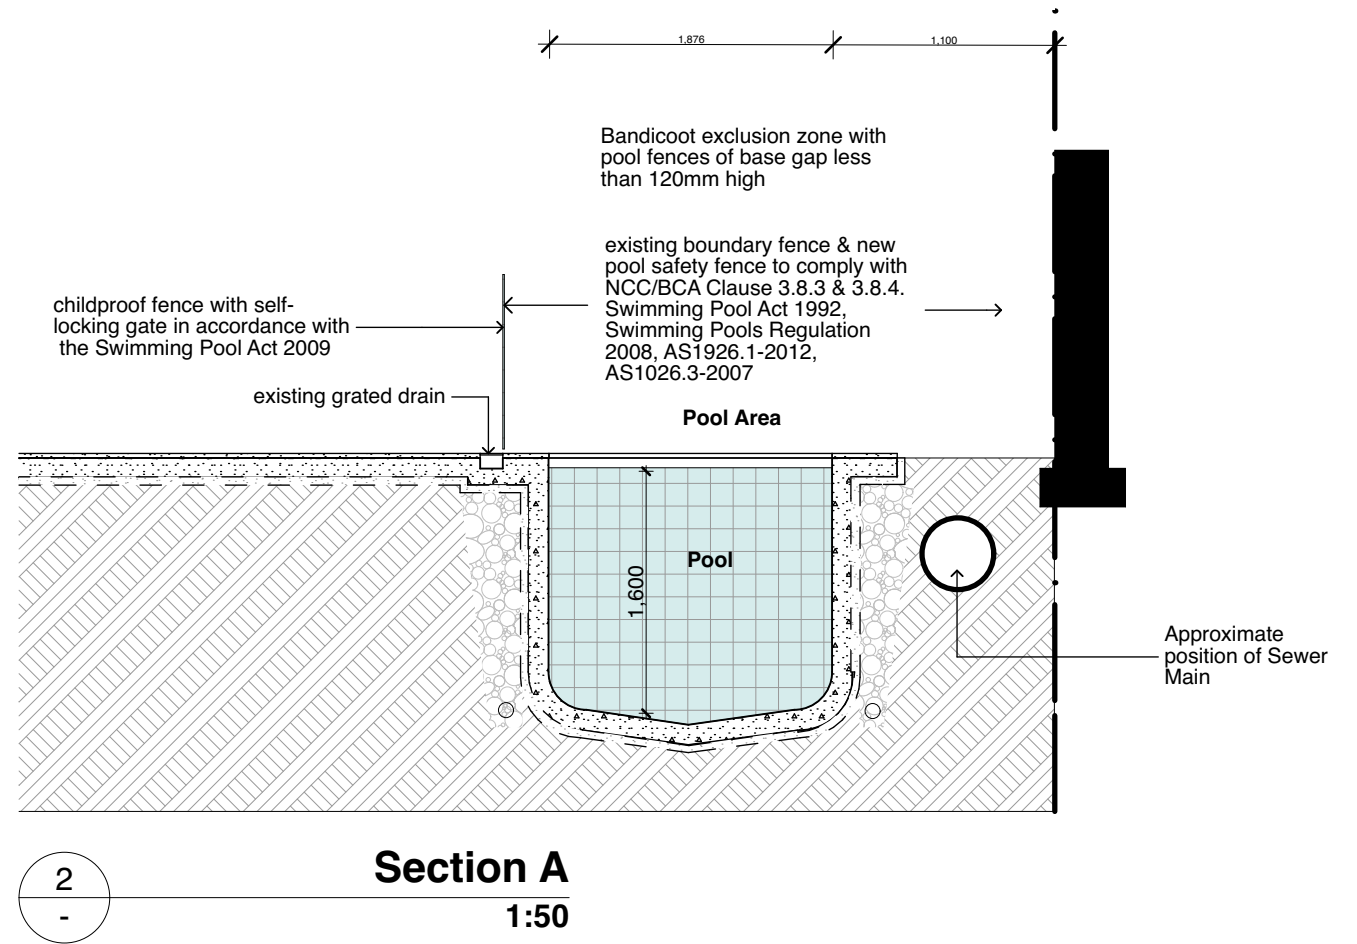 1,876
1,100
Bandicoot exclusion zone with
pool fences of base gap less
than 120mm high
existing boundary fence & new
pool safety fence to comply with
NCC/BCA Clause 3.8.3 & 3.8.4.
Swimming Pool Act 1992,
Swimming Pools Regulation
2008, AS1926.1-2012,
AS1026.3-2007
childproof fence with self-
locking gate in accordance with
the Swimming Pool Act 2009
existing grated drain
Pool Area
Pool
1,600
Approximate
position of Sewer
Main
2
-
Section A
1:50